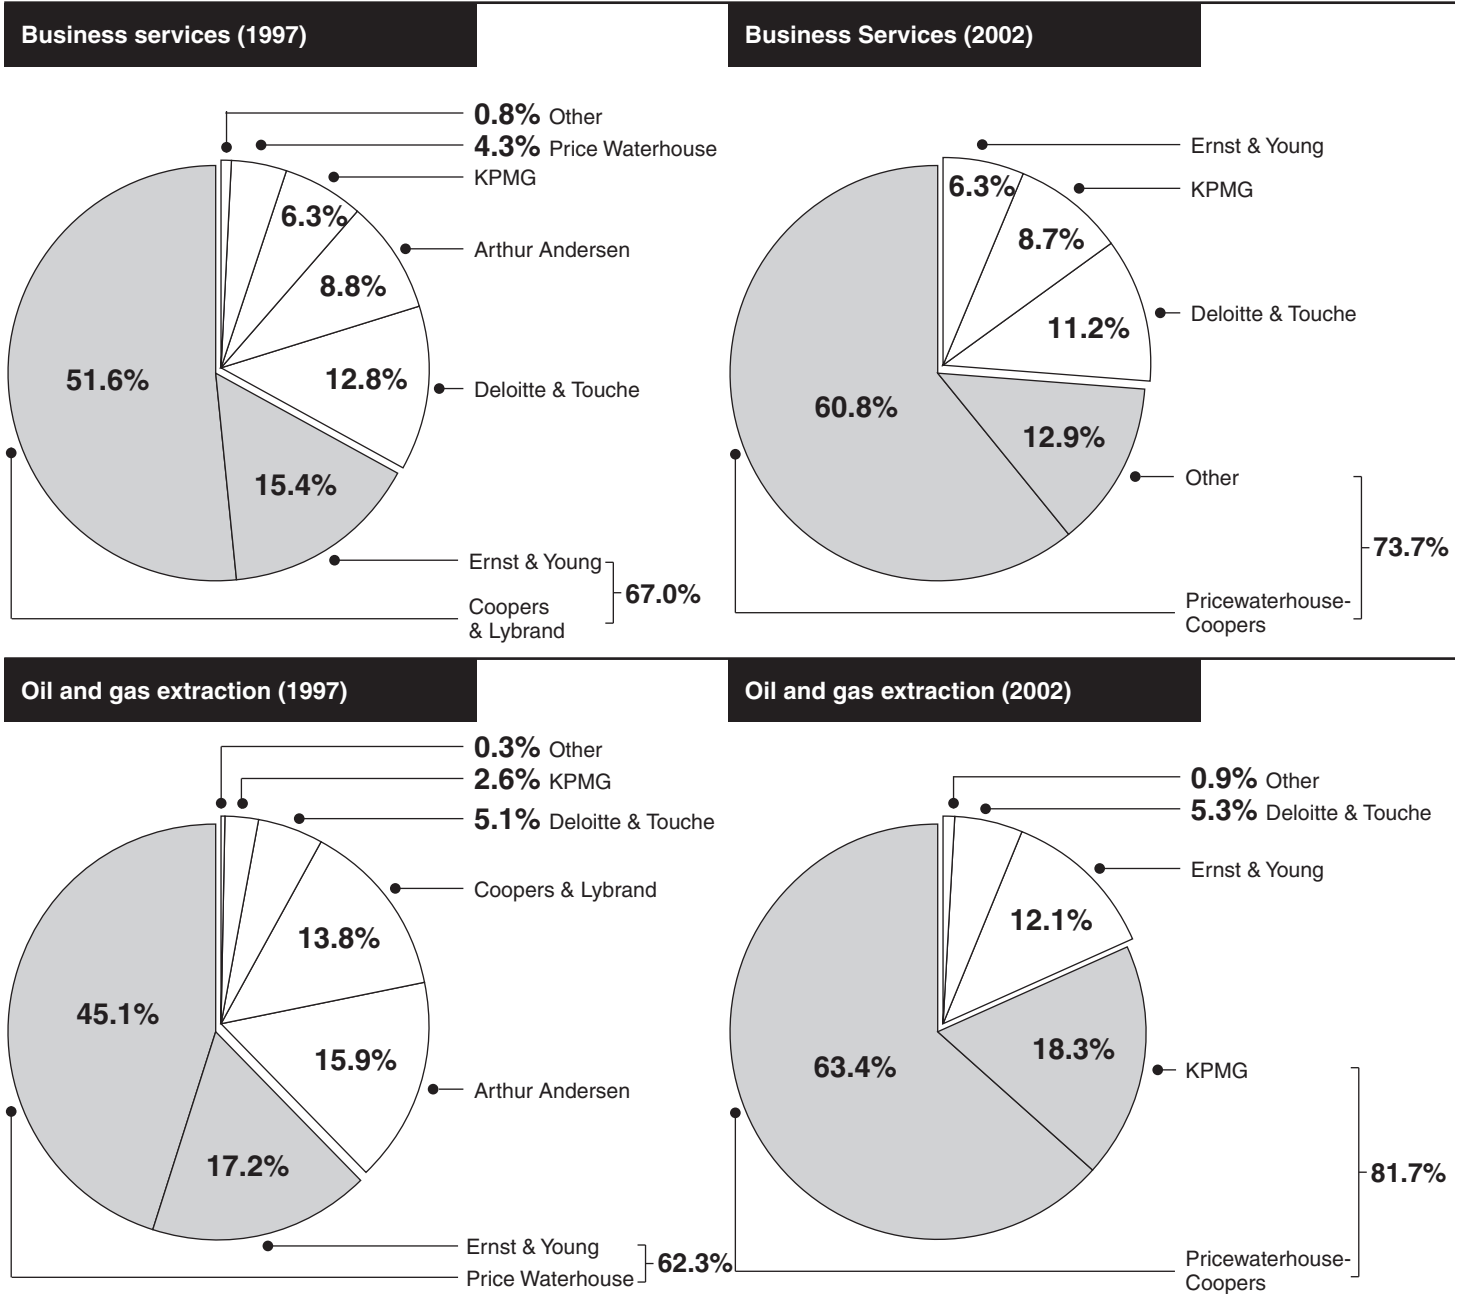 Business services (1997)
0.8% Other
4.3% Price Waterhouse
KPMG
6.3%
Arthur Andersen
8.8%
12.8%
Deloitte & Touche
51.6%
15.4%
Ernst & Young
67.0%
Coopers
& Lybrand
Business Services (2002)
Ernst & Young
6.3%
KPMG
8.7%
Deloitte & Touche
11.2%
60.8%
12.9%
Other
73.7%
Pricewaterhouse-
Coopers
Oil and gas extraction (1997)
0.3% Other
2.6% KPMG
5.1% Deloitte & Touche
Coopers & Lybrand
13.8%
45.1%
15.9%
Arthur Andersen
17.2%
Ernst & Young
62.3%
Price Waterhouse
Oil and gas extraction (2002)
0.9% Other
5.3% Deloitte & Touche
Ernst & Young
12.1%
18.3%
63.4%
KPMG
81.7%
Pricewaterhouse-
Coopers